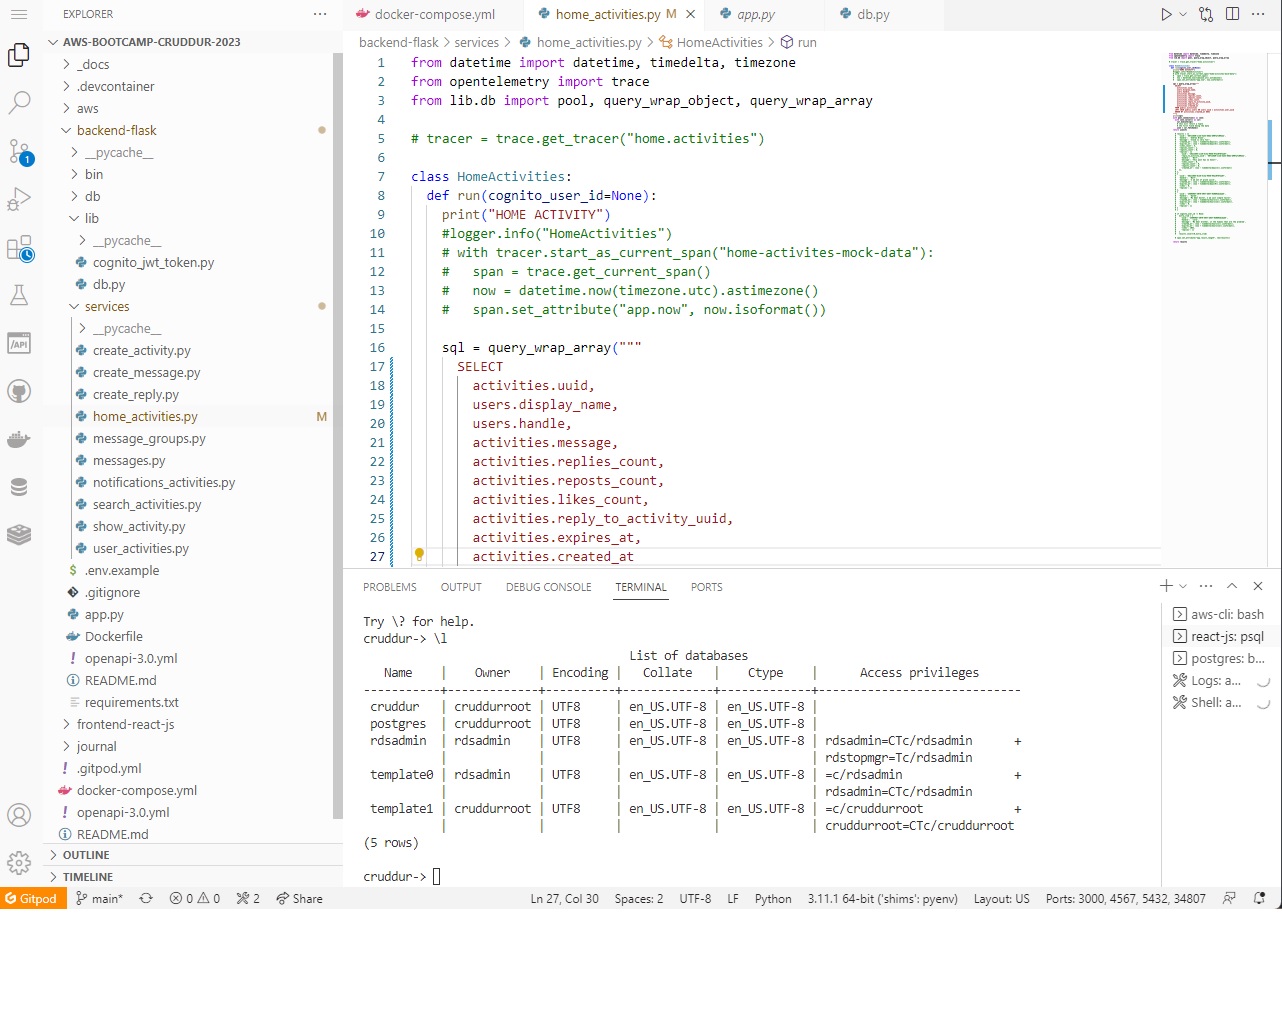 EXPLORER
AWS-BOOTCAMP-CRUDDUR-2023
_docs
.devcontainer
aws
backend-flask
__pycache__
bin
db
lib
__pycache__
cognito_jwt_token.py
db.py
services
__pycache__
create_activity.py
create_message.py
create_reply.py
home_activities.py M
message_groups.py
messages.py
notifications_activities.py
search_activities.py
show_activity.py
user_activities.py
.env.example
.gitignore
app.py
Dockerfile
openapi-3.0.yml
README.md
requirements.txt
frontend-react-js
journal
.gitpod.yml
docker-compose.yml
openapi-3.0.yml
README.md
OUTLINE
TIMELINE
docker-compose.yml home_activities.py M app.py db.py
backend-flask > services > home_activities.py > HomeActivities > run
1 from datetime import datetime, timedelta, timezone
2 from opentelemetry import trace
3 from lib.db import pool, query_wrap_object, query_wrap_array
4
5 # tracer = trace.get_tracer("home.activities")
6
7 class HomeActivities:
8 def run(cognito_user_id=None):
9 print("HOME ACTIVITY")
10 #logger.info("HomeActivities")
11 # with tracer.start_as_current_span("home-activites-mock-data"):
12 #   span = trace.get_current_span()
13 #   now = datetime.now(timezone.utc).astimezone()
14 #   span.set_attribute("app.now", now.isoformat())
15
16 sql = query_wrap_array("""
17 SELECT
18 activities.uuid,
19 users.display_name,
20 users.handle,
21 activities.message,
22 activities.replies_count,
23 activities.reposts_count,
24 activities.likes_count,
25 activities.reply_to_activity_uuid,
26 activities.expires_at,
27 activities.created_at
PROBLEMS OUTPUT DEBUG CONSOLE TERMINAL PORTS
Try \? for help.
cruddur-> \l
List of databases
Name | Owner | Encoding | Collate | Ctype | Access privileges
-----------+------------+----------+-------------+-------------+-------------------------
cruddur | cruddurroot | UTF8 | en_US.UTF-8 | en_US.UTF-8 |
postgres | cruddurroot | UTF8 | en_US.UTF-8 | en_US.UTF-8 |
rdsadmin | rdsadmin | UTF8 | en_US.UTF-8 | en_US.UTF-8 | rdsadmin=CTc/rdsadmin +
| | | | | rdstopmgr=Tc/rdsadmin
template0 | rdsadmin | UTF8 | en_US.UTF-8 | en_US.UTF-8 | =c/rdsadmin +
| | | | | rdsadmin=CTc/rdsadmin
template1 | cruddurroot | UTF8 | en_US.UTF-8 | en_US.UTF-8 | =c/cruddurroot +
| | | | | cruddurroot=CTc/cruddurroot
(5 rows)
cruddur->
aws-cli: bash
react-js: psql
postgres: b...
Logs: a...
Shell: a...
1
/API
Gitpod main* 0 0 2 Share Ln 27, Col 30 Spaces: 2 UTF-8 LF Python 3.11.1 64-bit ('shims': pyenv) Layout: US Ports: 3000, 4567, 5432, 34807